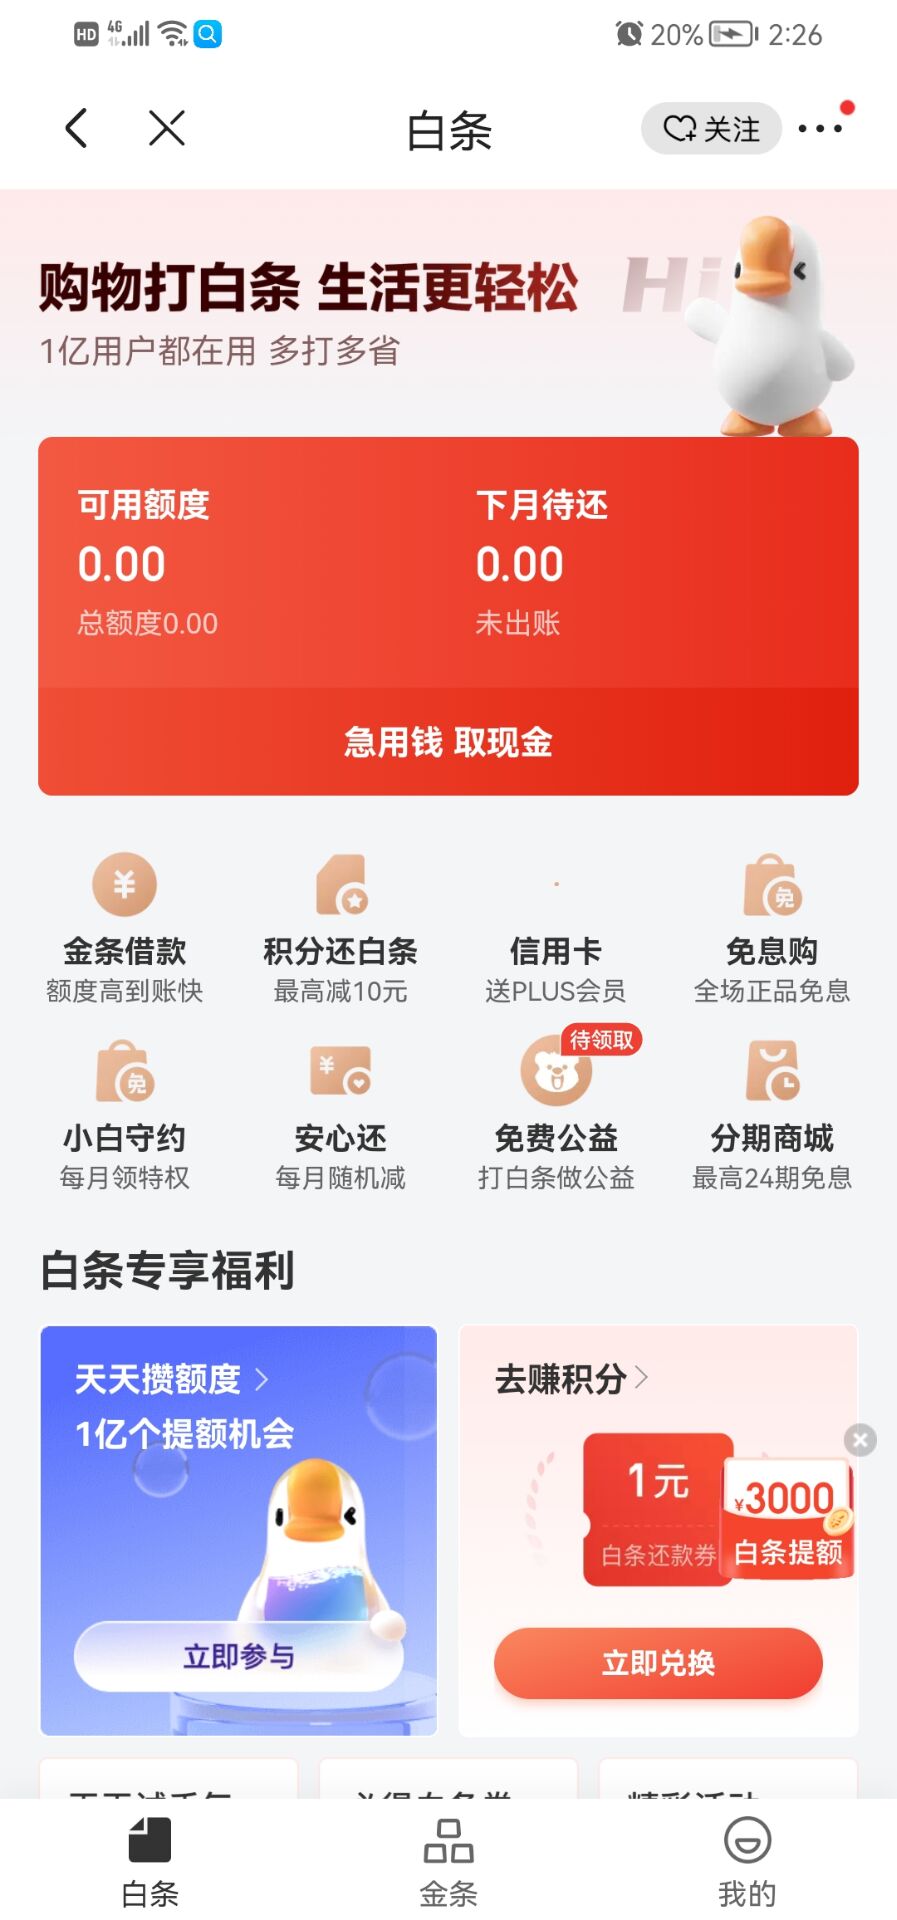 HD 4G 20% 2:26
白条
关注
购物打白条 生活更轻松
Hi
1亿用户都在用 多打多省
可用额度 下月待还
0.00 0.00
总额度0.00 未出账
急用钱 取现金
金条借款 积分还白条 信用卡 免息购
额度高到账快 最高减10元 送PLUS会员 全场正品免息
待领取
小白守约 安心还 免费公益 分期商城
每月领特权 每月随机减 打白条做公益 最高24期免息
白条专享福利
天天攒额度
1亿个提额机会
立即参与
去赚积分
1元
白条还款券
¥3000
白条提额
立即兑换
白条 金条 我的